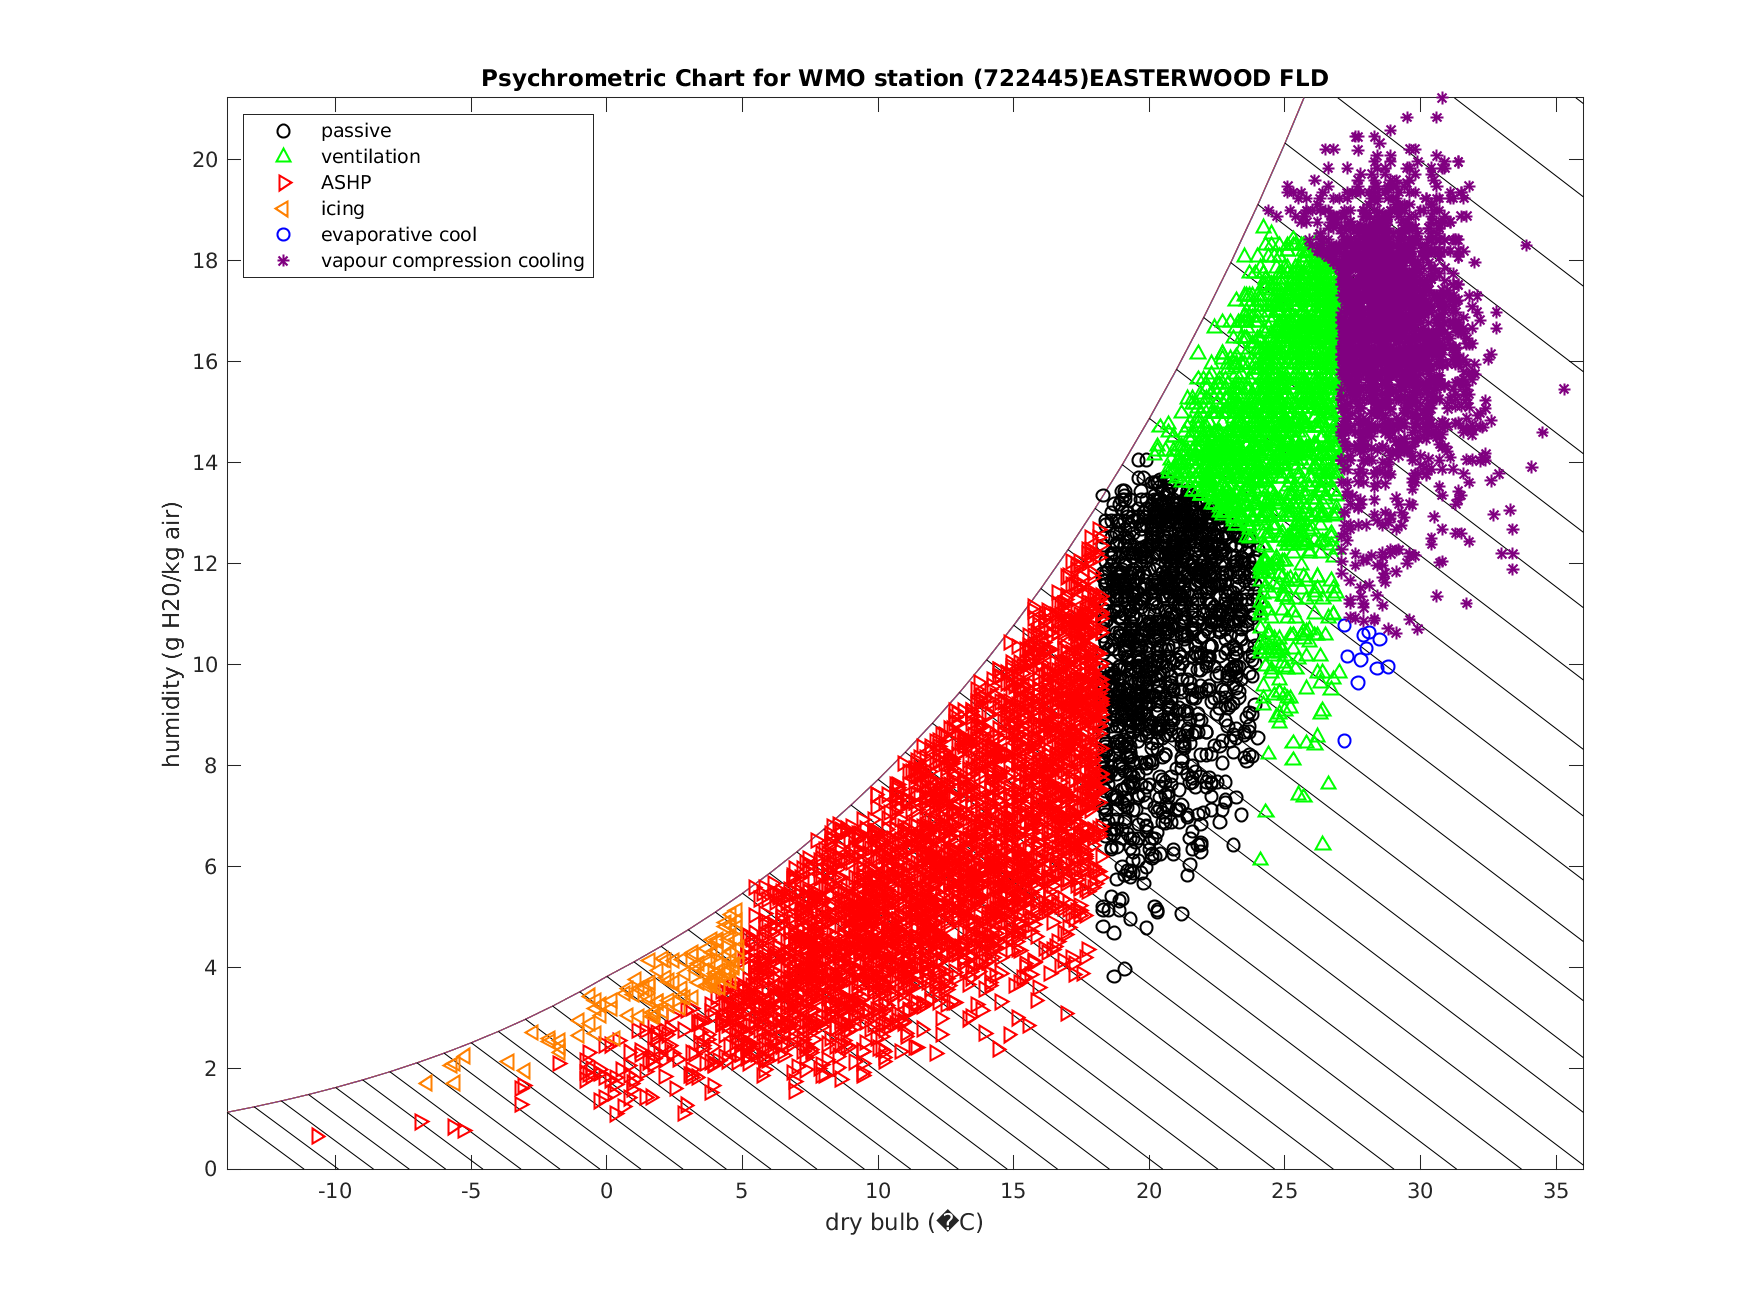 Psychrometric Chart for WMO station (722445)EASTERWOOD FLD
passive
ventilation
ASHP
icing
evaporative cool
vapour compression cooling
20
18
16
14
12
10
8
6
4
2
0
humidity (g H20/kg air)
-10 -5 0 5 10 15 20 25 30 35
dry bulb (�C)